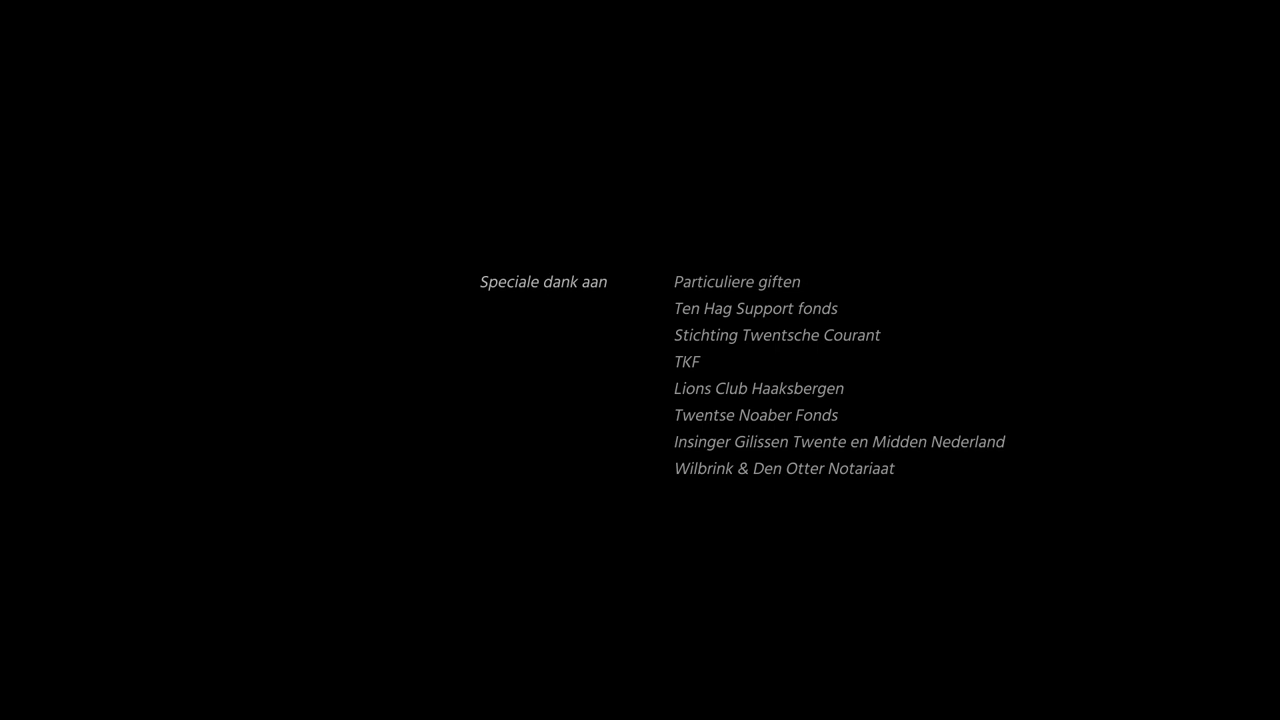 Speciale dank aan
Particuliere giften
Ten Hag Support fonds
Stichting Twentsche Courant
TKF
Lions Club Haaksbergen
Twentse Noaber Fonds
Insinger Gilissen Twente en Midden Nederland
Wilbrink & Den Otter Notariaat